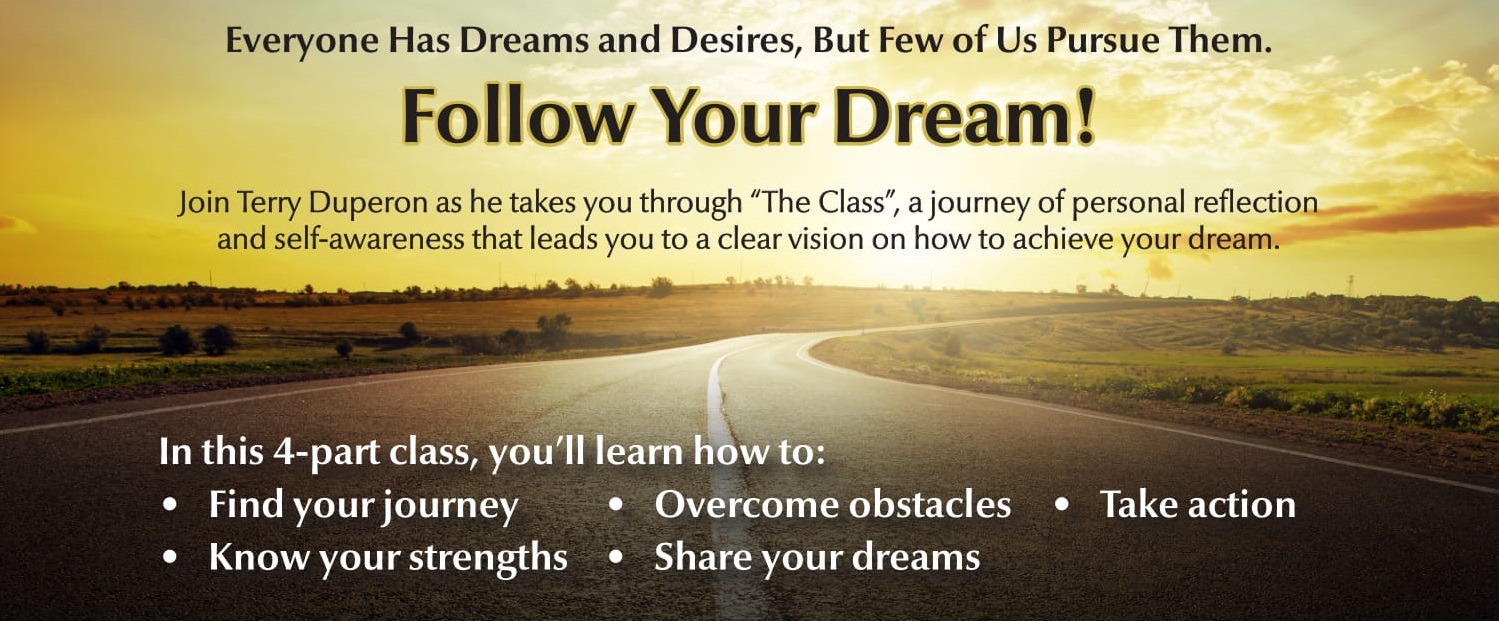 Everyone Has Dreams and Desires, But Few of Us Pursue Them.
Follow Your Dream!
Join Terry Duperon as he takes you through “The Class”, a journey of personal reflection
and self-awareness that leads you to a clear vision on how to achieve your dream.
In this 4-part class, you’ll learn how to:
• Find your journey • Overcome obstacles • Take action
• Know your strengths • Share your dreams